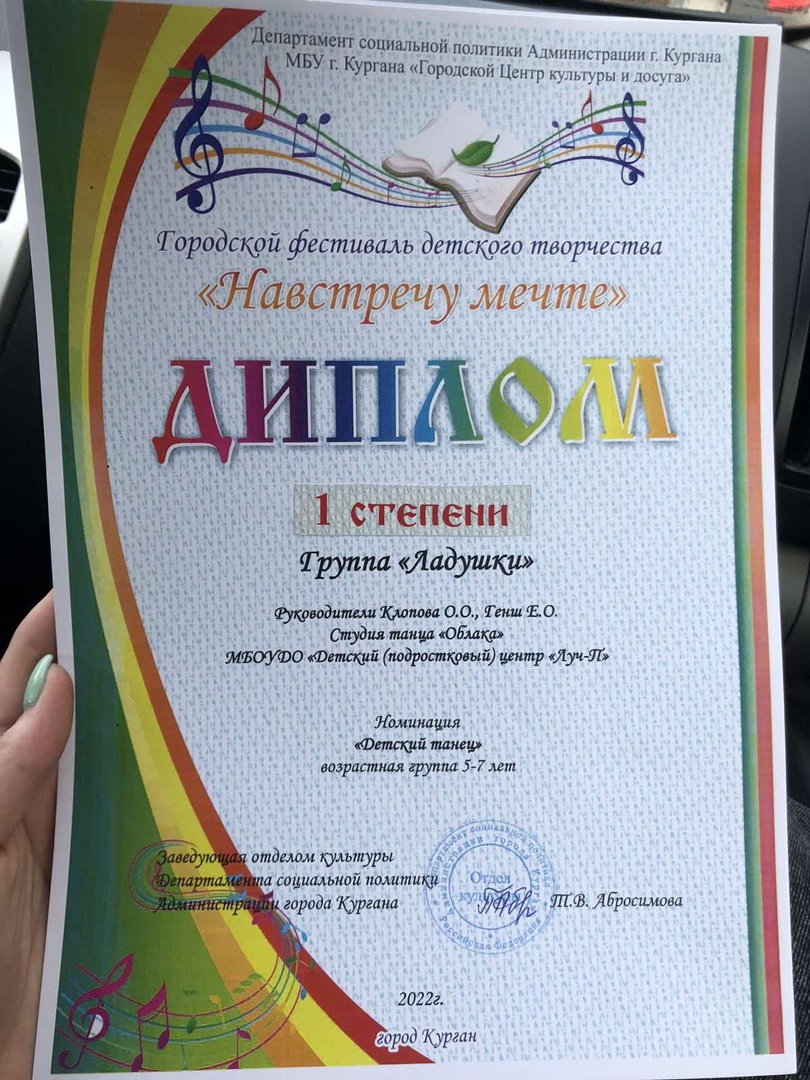 Департамент социальной политики Администрации г. Кургана
МБУ г. Кургана «Городской Центр культуры и досуга»
Городской фестиваль детского творчества
«Навстречу мечте»
ДИПЛОМ
1 степени
Группа «Ладушки»
Руководители Клопова О.О., Генш Е.О.
Студия танца «Облака»
МБОУДО «Детский (подростковый) центр «Луч-П»
Номинация
«Детский танец»
возрастная группа 5-7 лет
Заведующая отделом культуры
Департамента социальной политики
Администрации города Кургана
Т.В. Абросимова
Отдел
культуры
2022г.
город Курган